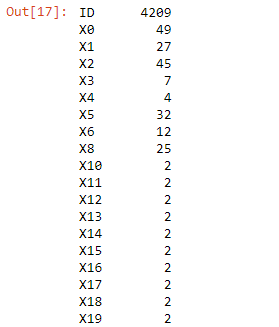 Out[17]: ID 4209
X0 49
X1 27
X2 45
X3 7
X4 4
X5 32
X6 12
X8 25
X10 2
X11 2
X12 2
X13 2
X14 2
X15 2
X16 2
X17 2
X18 2
X19 2